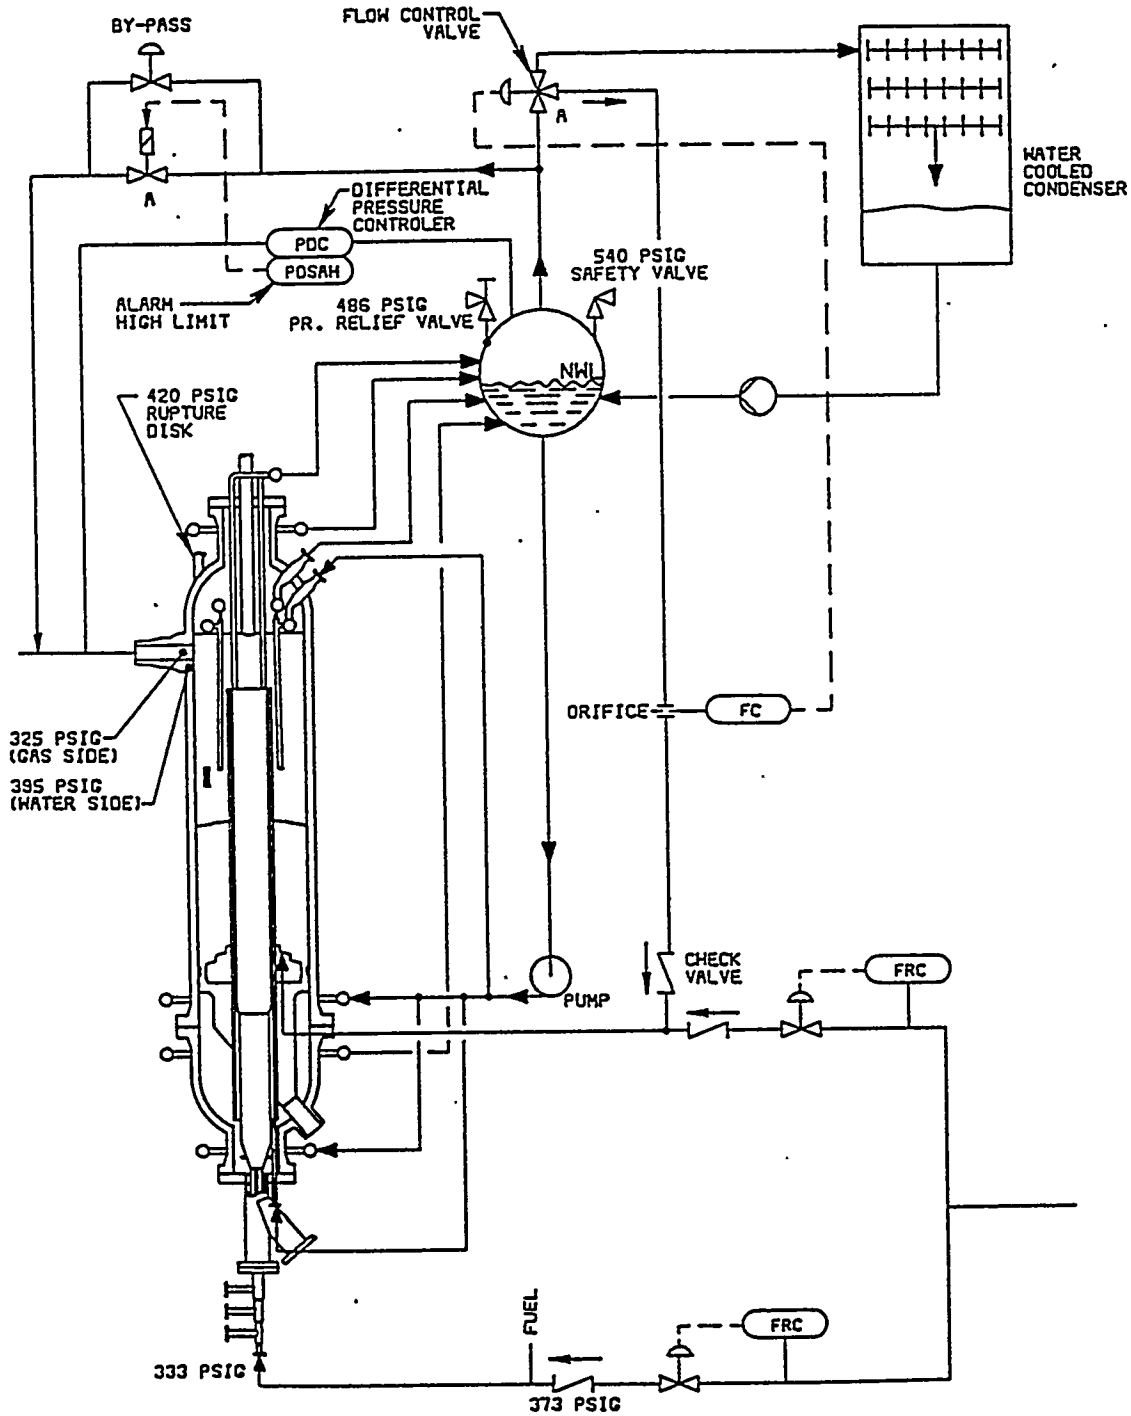 BY-PASS
FLOW CONTROL
VALVE
A
A
WATER
COOLED
CONDENSER
DIFFERENTIAL
PRESSURE
CONTROLER
PDC
PDSAH
540 PSIG
SAFETY VALVE
ALARM
HIGH LIMIT
486 PSIG
PR. RELIEF VALVE
NWL
420 PSIG
RUPTURE
DISK
ORIFICE
FC
325 PSIG
(GAS SIDE)
395 PSIG
(WATER SIDE)
CHECK
VALVE
FRC
PUMP
FUEL
FRC
333 PSIG
373 PSIG